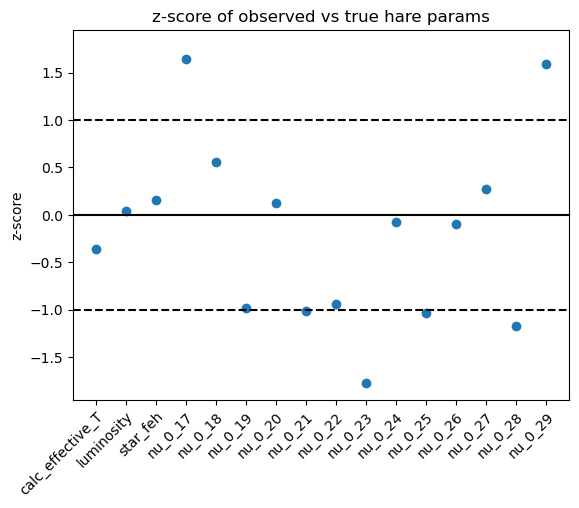 z-score of observed vs true hare params
z-score
1.5
1.0
0.5
0.0
−0.5
−1.0
−1.5
calc_effective_T
luminosity
star_feh
nu_0_17
nu_0_18
nu_0_19
nu_0_20
nu_0_21
nu_0_22
nu_0_23
nu_0_24
nu_0_25
nu_0_26
nu_0_27
nu_0_28
nu_0_29